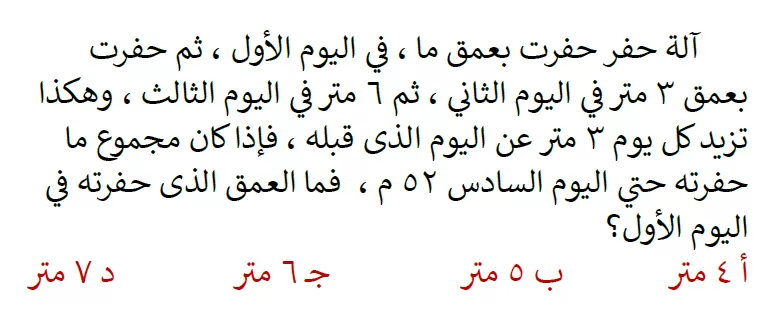 آلة حفر حفرت بعمق ما ، في اليوم الأول ، ثم حفرت
بعمق ٣ متر في اليوم الثاني ، ثم ٦ متر في اليوم الثالث ، وهكذا
تزيد كل يوم ٣ متر عن اليوم الذى قبله ، فإذا كان مجموع ما
حفرته حتي اليوم السادس ٥٢ م ، فما العمق الذى حفرته في
اليوم الأول؟
أ ٤ متر ب ٥ متر جـ ٦ متر د ٧ متر